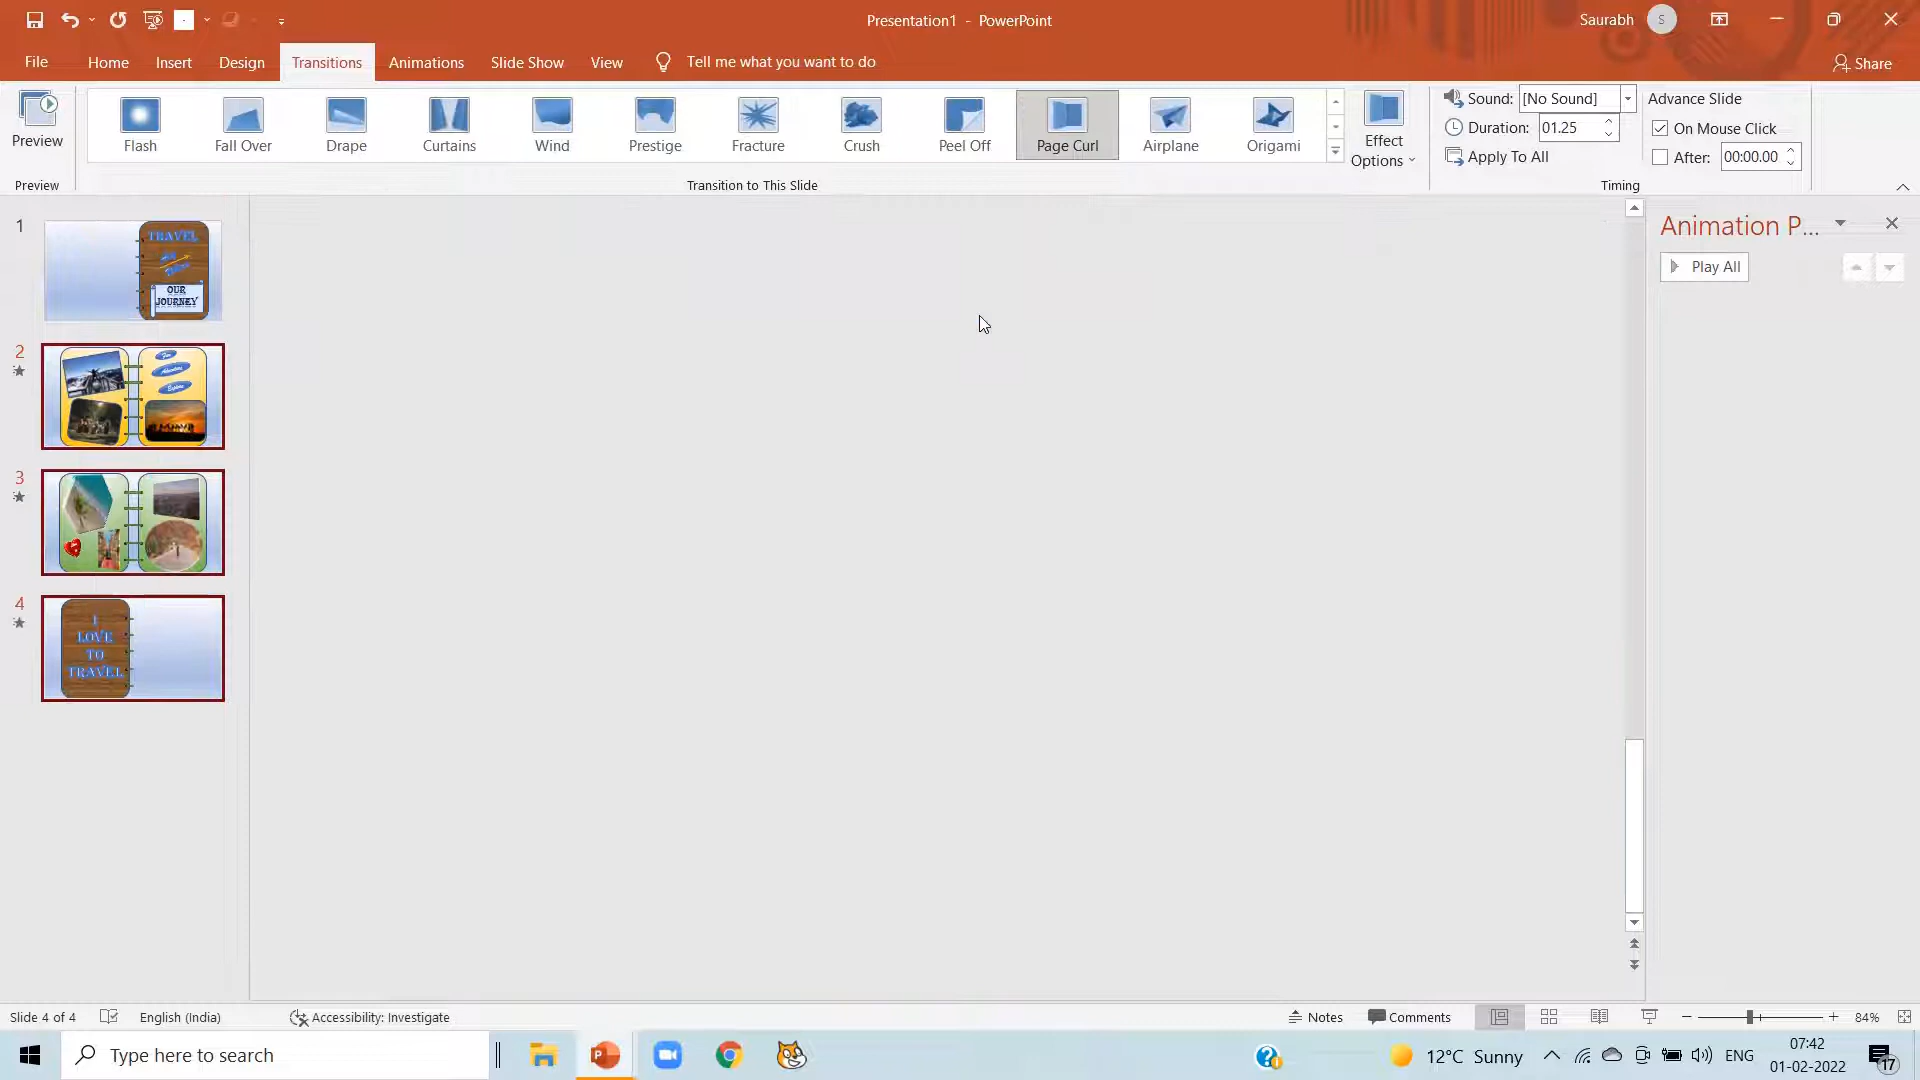 Presentation1 - PowerPoint
Saurabh
S
File
Home
Insert
Design
Transitions
Animations
Slide Show
View
Tell me what you want to do
Share
Preview
Flash
Fall Over
Drape
Curtains
Wind
Prestige
Fracture
Crush
Peel Off
Page Curl
Airplane
Origami
Effect
Options
Sound: [No Sound]
Duration: 01.25
Apply To All
Advance Slide
On Mouse Click
After: 00:00.00
Preview
Transition to This Slide
Timing
1
TRAVEL
OUR
JOURNEY
2
Fun
Adventure
Explore
3
4
I
LOVE
TO
TRAVEL
Animation P...
Play All
Slide 4 of 4
English (India)
Accessibility: Investigate
Notes
Comments
84%
Type here to search
12°C Sunny
ENG
07:42
01-02-2022
17